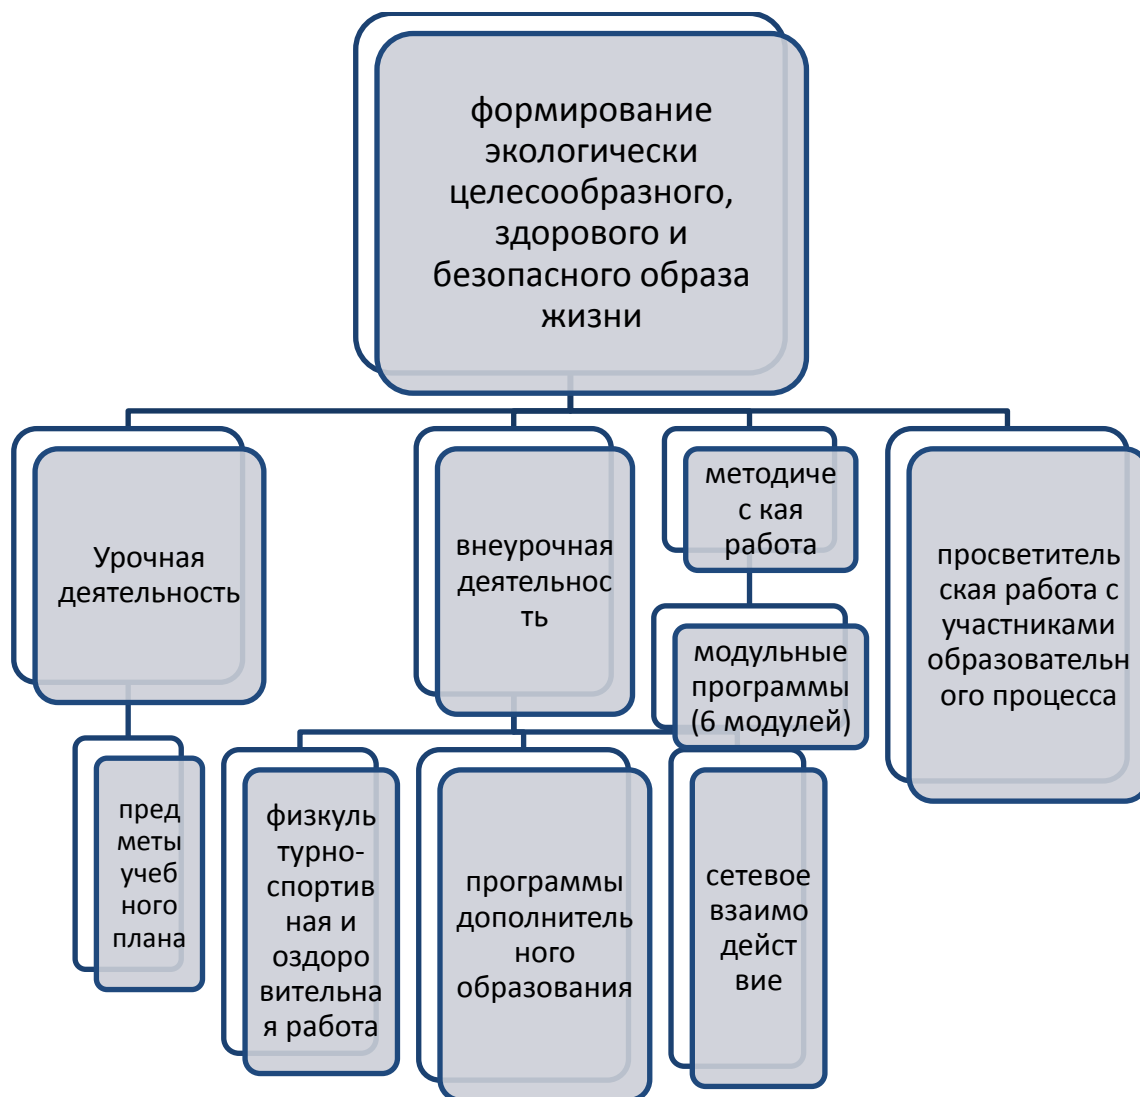 формирование
экологически
целесообразного,
здорового и
безопасного образа
жизни
Урочная
деятельность
внеурочная
деятельнос
ть
методиче
с кая
работа
просветитель
ская работа с
участниками
образовательн
ого процесса
модульные
программы
(6 модулей)
пред
меты
учеб
ного
плана
физкуль
турно-
спортив
ная и
оздоро
вительна
я работа
программы
дополнитель
ного
образования
сетевое
взаимо
действ
вие